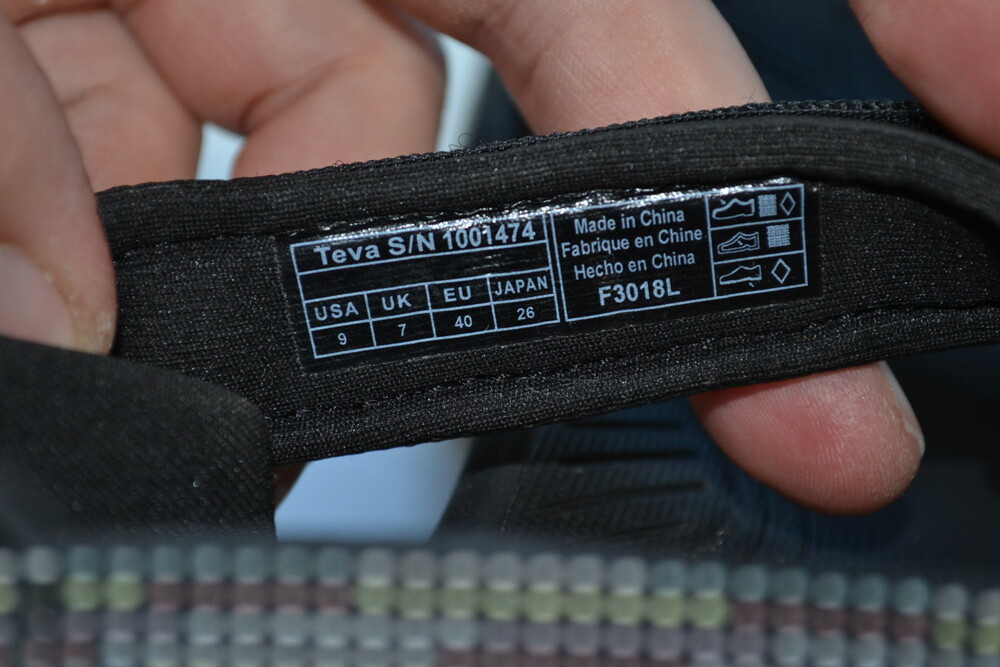 Teva S/N 1001474
USA UK EU JAPAN
9 7 40 26
Made in China
Fabrique en Chine
Hecho en China
F3018L